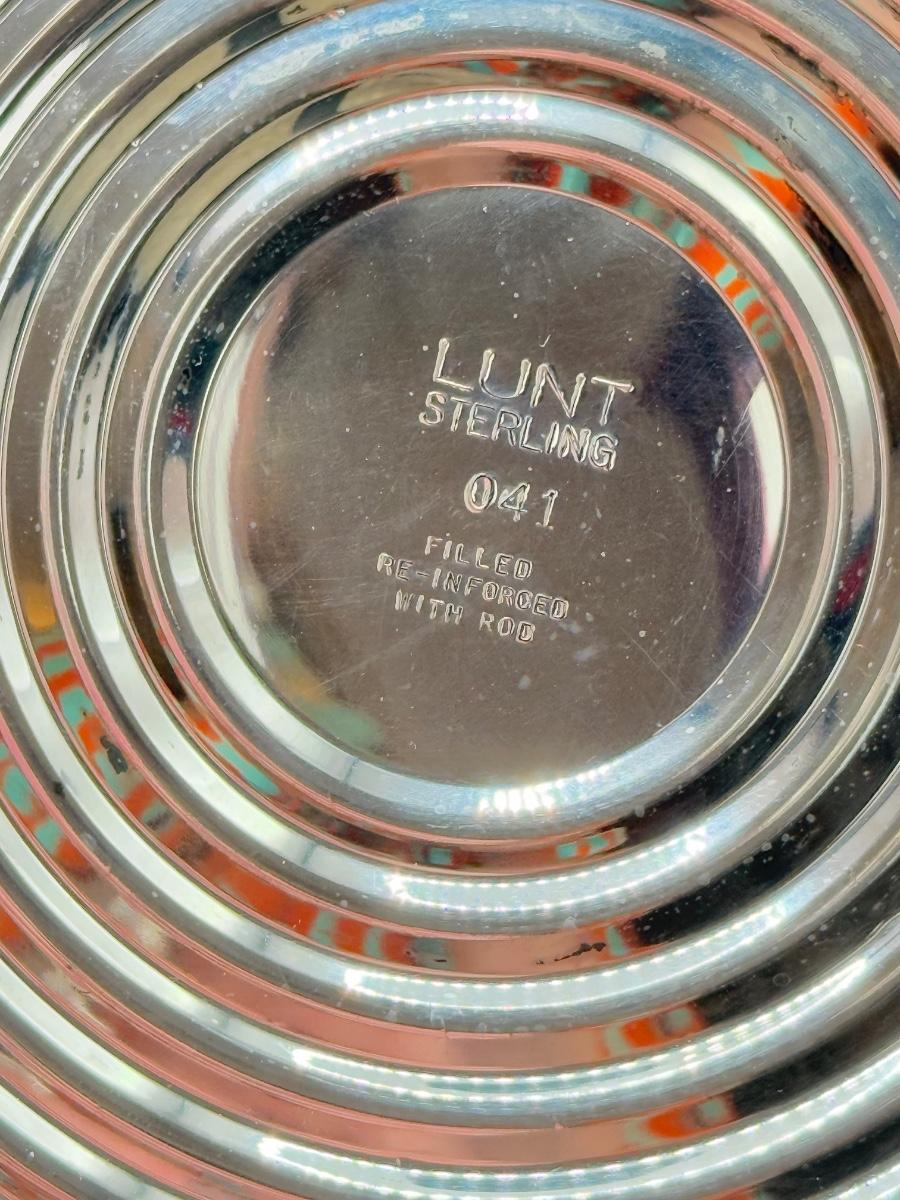 LUNT
STERLING
041
FILLED
RE-INFORCED
WITH ROD